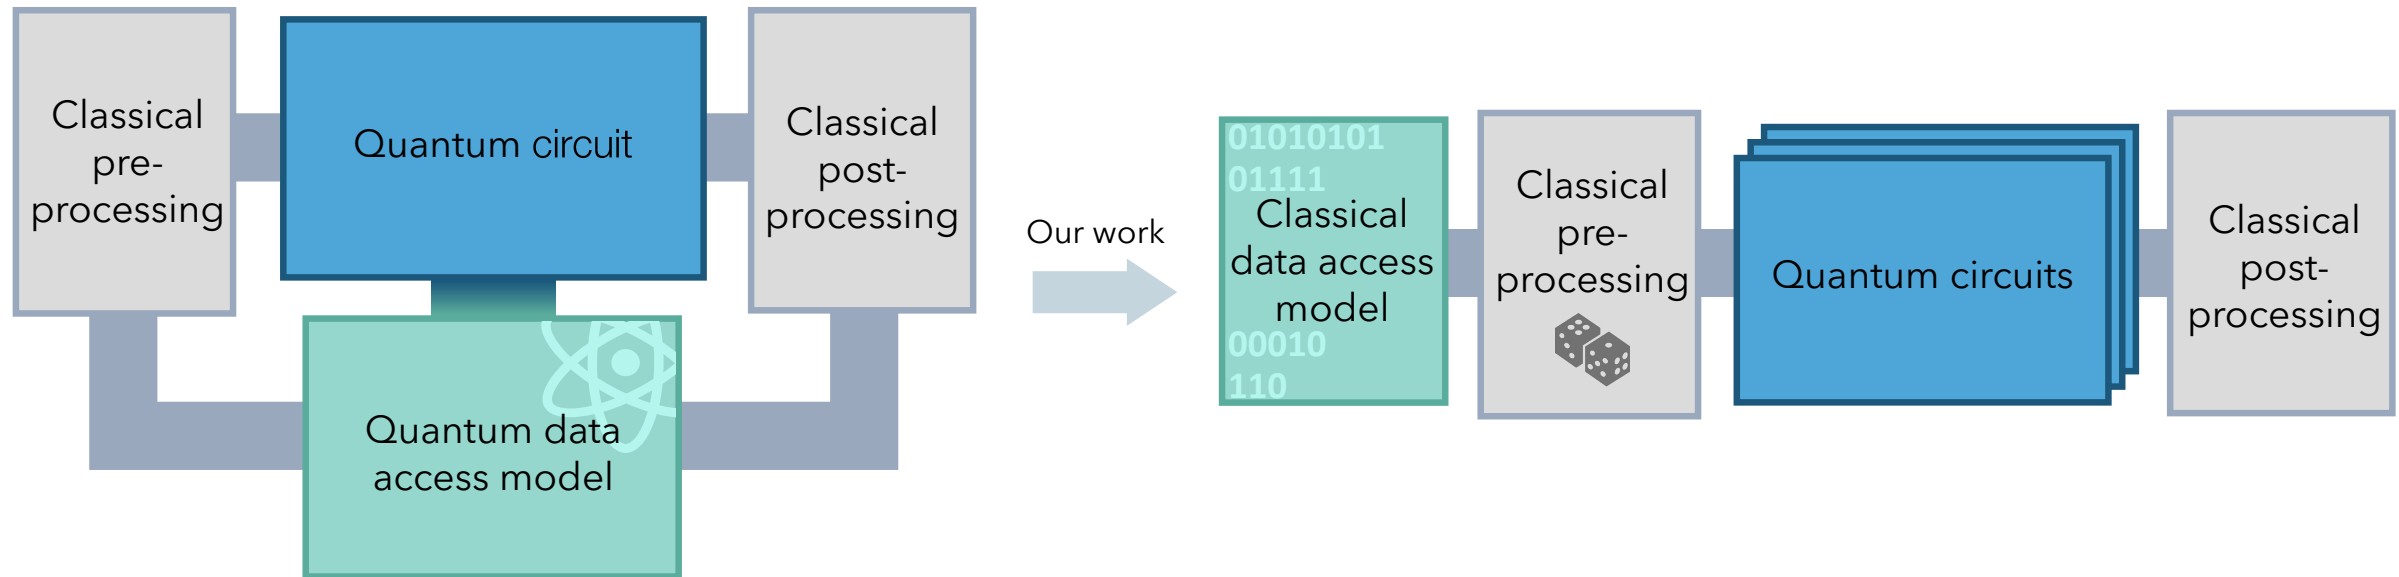 Classical
pre-
processing
Quantum circuit
Classical
post-
processing
Quantum data
access model
Our work
01010101
01111
Classical
data access
model
00010
110
Classical
pre-
processing
Quantum circuits
Classical
post-
processing